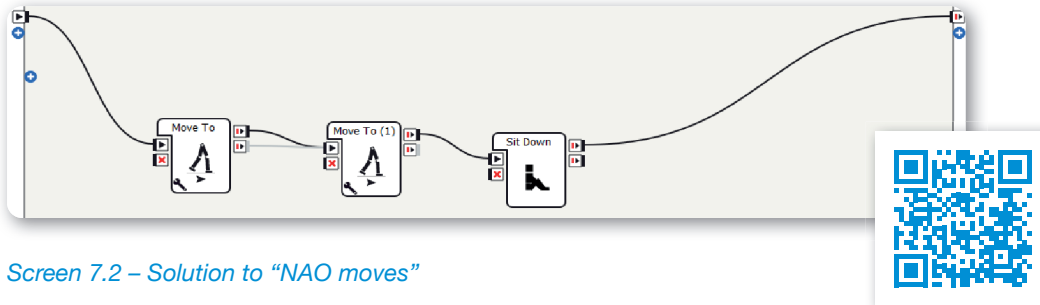 Move To
Move To (1)
Sit Down
Screen 7.2 – Solution to “NAO moves”